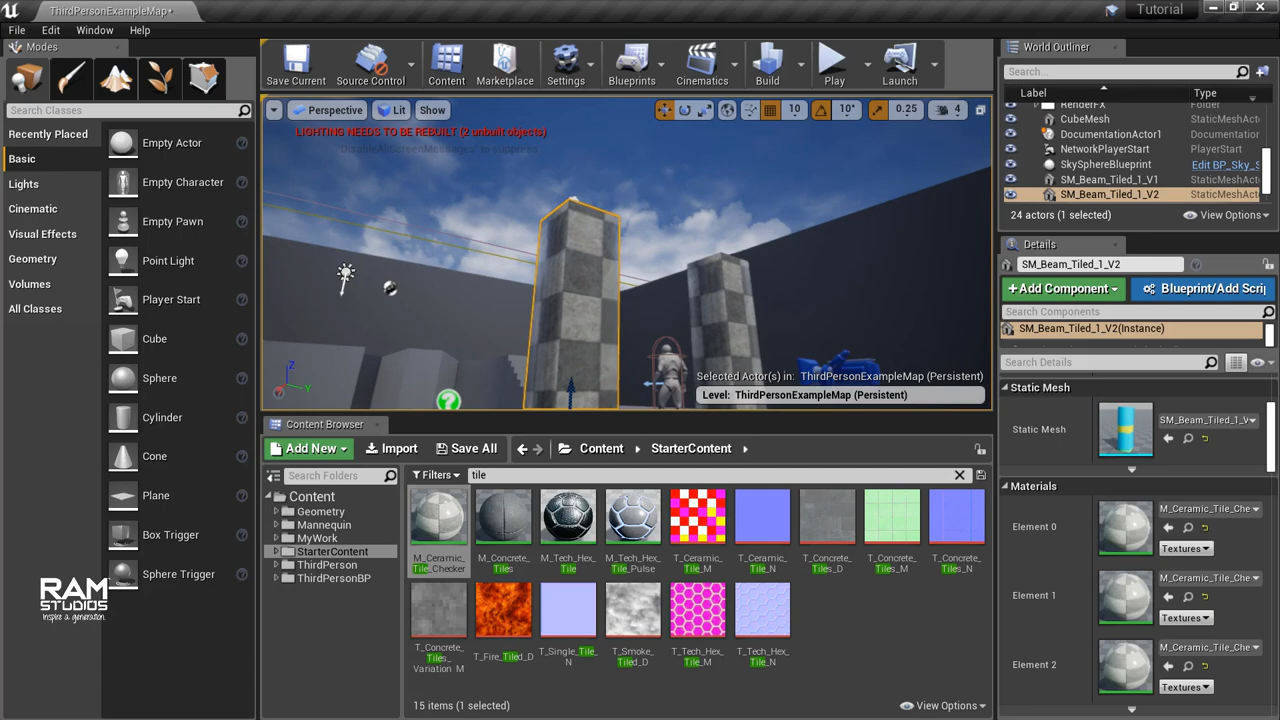 ThirdPersonExampleMap*
Tutorial
File
Edit
Window
Help
Modes
Search Classes
Recently Placed
Basic
Lights
Cinematic
Visual Effects
Geometry
Volumes
All Classes
Empty Actor
Empty Character
Empty Pawn
Point Light
Player Start
Cube
Sphere
Cylinder
Cone
Plane
Box Trigger
Sphere Trigger
RAM
STUDIOS
Inspire a generation.
Save Current
Source Control
Content
Marketplace
Settings
Blueprints
Cinematics
Build
Play
Launch
Perspective
Lit
Show
10
10°
0.25
4
LIGHTING NEEDS TO BE REBUILT (2 unbuilt objects)
'DisableAllScreenMessages' to suppress
Z
Y
Selected Actor(s) in: ThirdPersonExampleMap (Persistent)
Level: ThirdPersonExampleMap (Persistent)
Content Browser
Add New
Import
Save All
Content
StarterContent
Search Folders
Filters
tile
Content
Geometry
Mannequin
MyWork
StarterContent
ThirdPerson
ThirdPersonBP
M_Ceramic_
Tile_Checker
M_Concrete_
Tiles
M_Tech_Hex_
Tile
M_Tech_Hex_
Tile_Pulse
T_Ceramic_
Tile_M
T_Ceramic_
Tile_N
T_Concrete_
Tiles_D
T_Concrete_
Tiles_M
T_Concrete_
Tiles_N
T_Concrete_
Tiles_
Variation_M
T_Fire_Tiled_D
T_Single_Tile_
N
T_Smoke_
Tiled_D
T_Tech_Hex_
Tile_M
T_Tech_Hex_
Tile_N
15 items (1 selected)
View Options
World Outliner
Search...
Label
Type
RenderFX
Folder
CubeMesh
StaticMeshAct
DocumentationActor1
Documentation
NetworkPlayerStart
PlayerStart
SkySphereBlueprint
Edit BP_Sky_S
SM_Beam_Tiled_1_V1
StaticMeshAct
SM_Beam_Tiled_1_V2
StaticMeshAct
24 actors (1 selected)
View Options
Details
SM_Beam_Tiled_1_V2
+Add Component
Blueprint/Add Scri
Search Components
SM_Beam_Tiled_1_V2(Instance)
Search Details
Static Mesh
Static Mesh
SM_Beam_Tiled_1_V
Materials
Element 0
M_Ceramic_Tile_Che
Textures
Element 1
M_Ceramic_Tile_Che
Textures
Element 2
M_Ceramic_Tile_Che
Textures